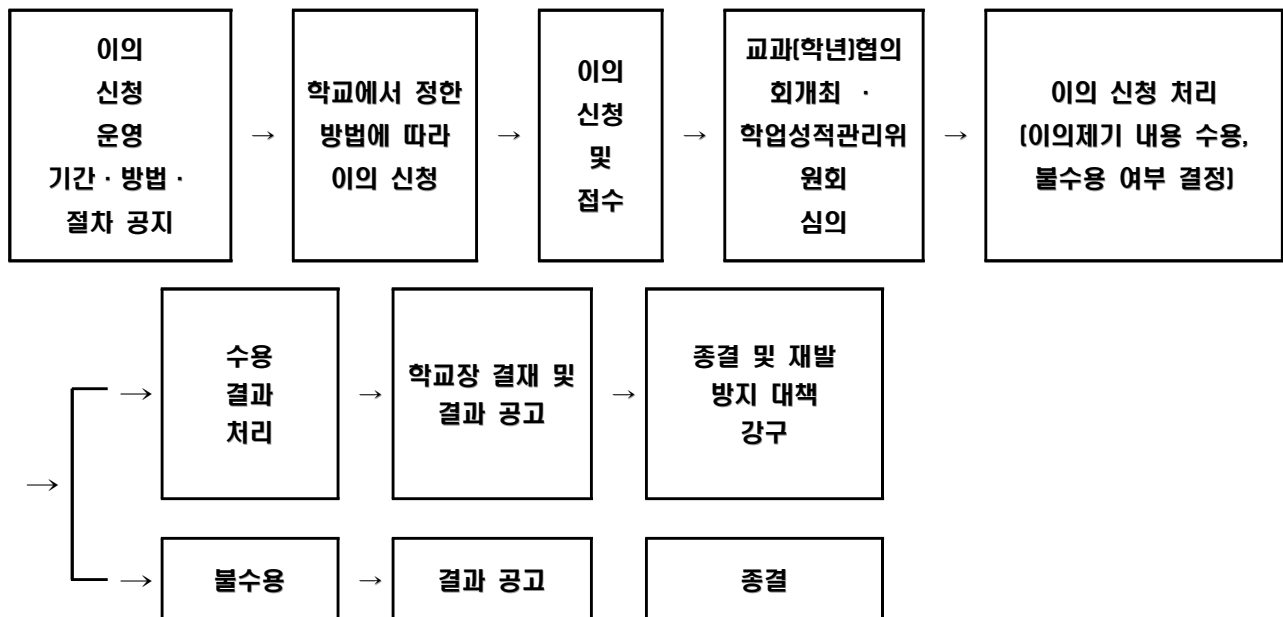 이의
신청
운영
기간 · 방법 ·
절차 공지
→
학교에서 정한
방법에 따라
이의 신청
→
이의
신청
및
접수
→
교과(학년)협의
회개최 ·
학업성적관리위
원회
심의
→
이의 신청 처리
(이의제기 내용 수용,
불수용 여부 결정)
→
→
수용
결과
처리
→
학교장 결재 및
결과 공고
→
종결 및 재발
방지 대책
강구
→
불수용
→
결과 공고
종결